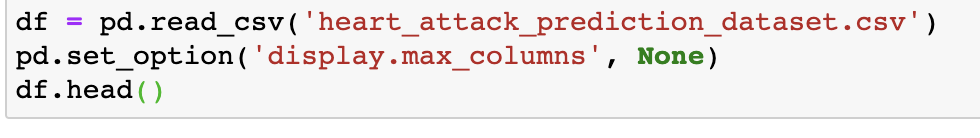 df = pd.read_csv('heart_attack_prediction_dataset.csv')
pd.set_option('display.max_columns', None)
df.head()